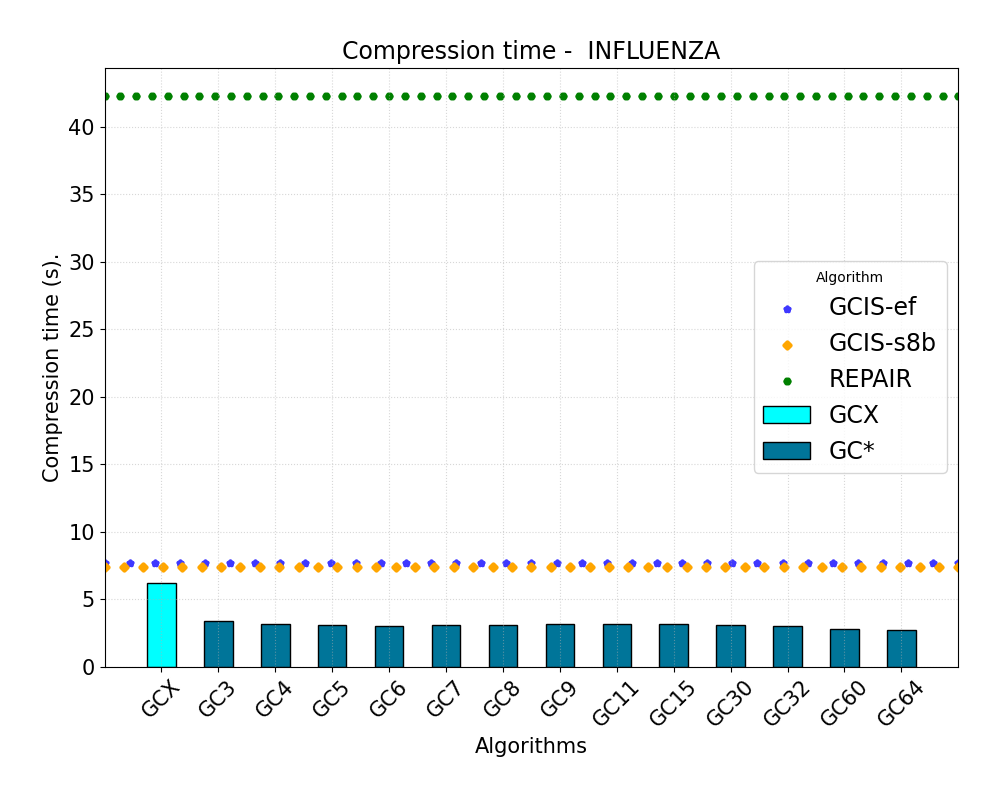 Compression time -  INFLUENZA
Compression time (s).
40
35
30
25
20
15
10
5
0
Algorithm
GCIS-ef
GCIS-s8b
REPAIR
GCX
GC*
GCX
GC3
GC4
GC5
GC6
GC7
GC8
GC9
GC11
GC15
GC30
GC32
GC60
GC64
Algorithms